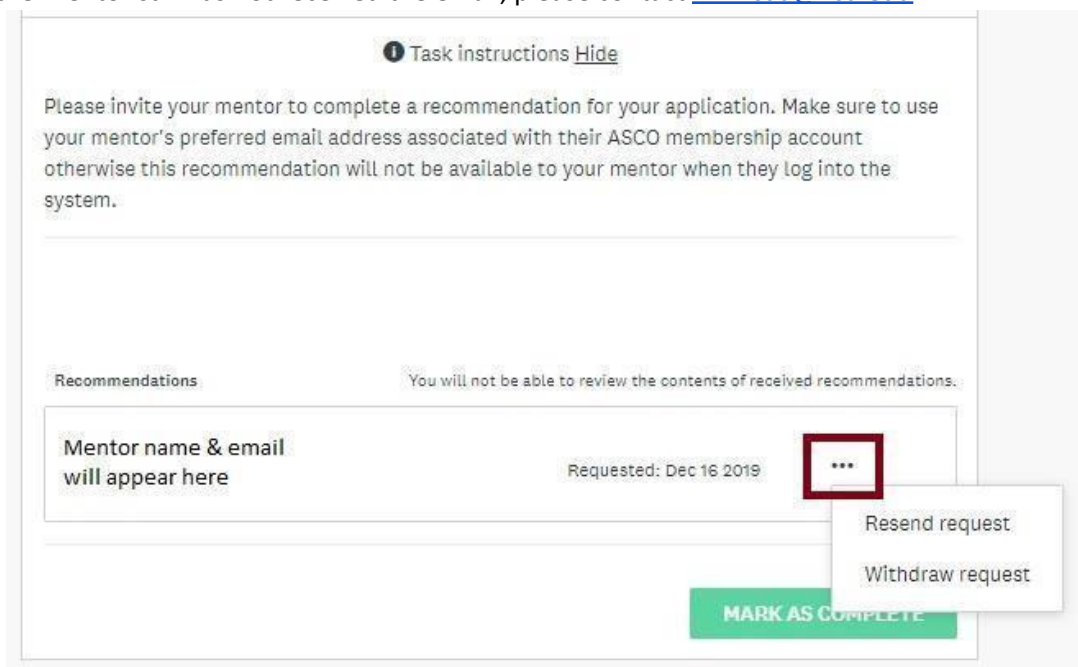 Task instructions Hide
Please invite your mentor to complete a recommendation for your application. Make sure to use
your mentor's preferred email address associated with their ASCO membership account
otherwise this recommendation will not be available to your mentor when they log into the
system.
Recommendations You will not be able to review the contents of received recommendations.
Mentor name & email
will appear here
Requested: Dec 16 2019 •••
Resend request
Withdraw request
MARK AS COMPLETE